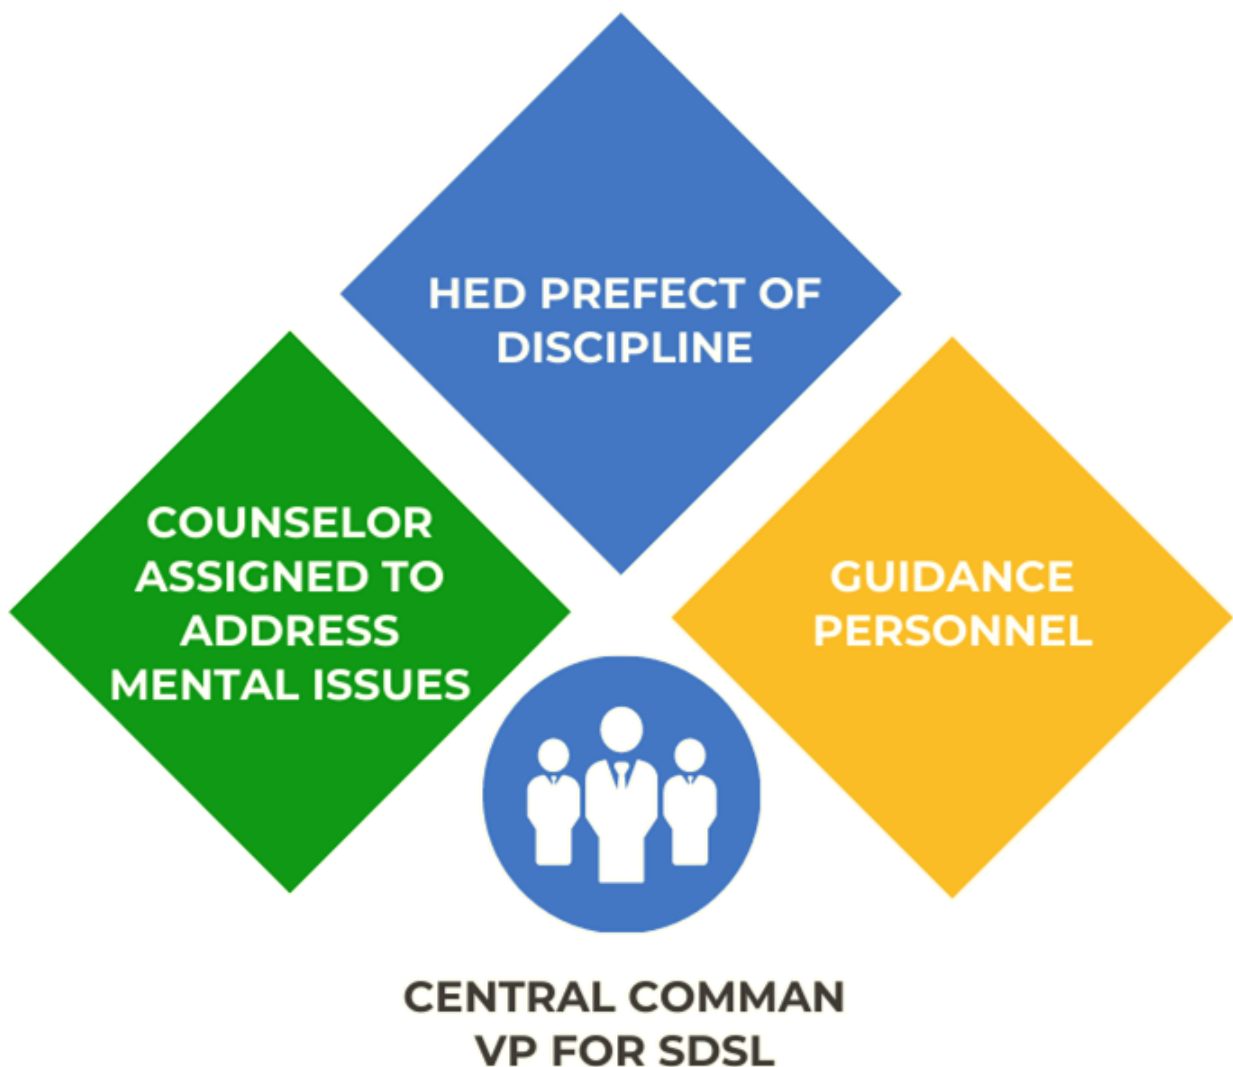 HED PREFECT OF
DISCIPLINE
COUNSELOR
ASSIGNED TO
ADDRESS
MENTAL ISSUES
GUIDANCE
PERSONNEL
CENTRAL COMMAN
VP FOR SDSL